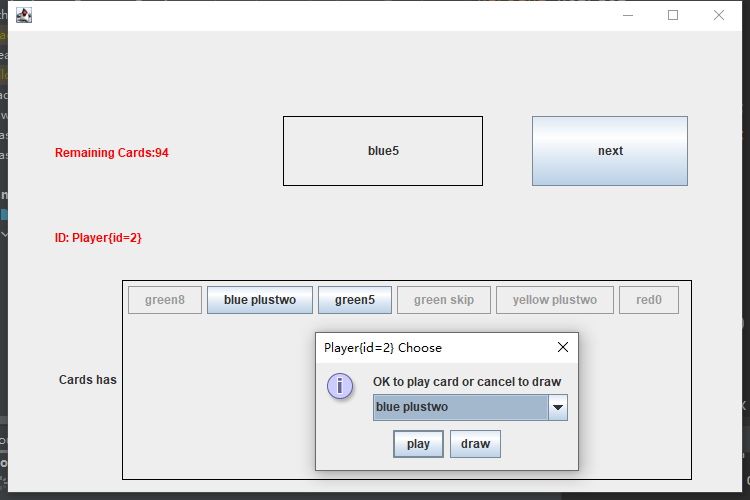 blue5
next
Remaining Cards:94
ID: Player{id=2}
green8
blue plustwo
green5
green skip
yellow plustwo
red0
Cards has
Player{id=2} Choose
OK to play card or cancel to draw
blue plustwo
play
draw